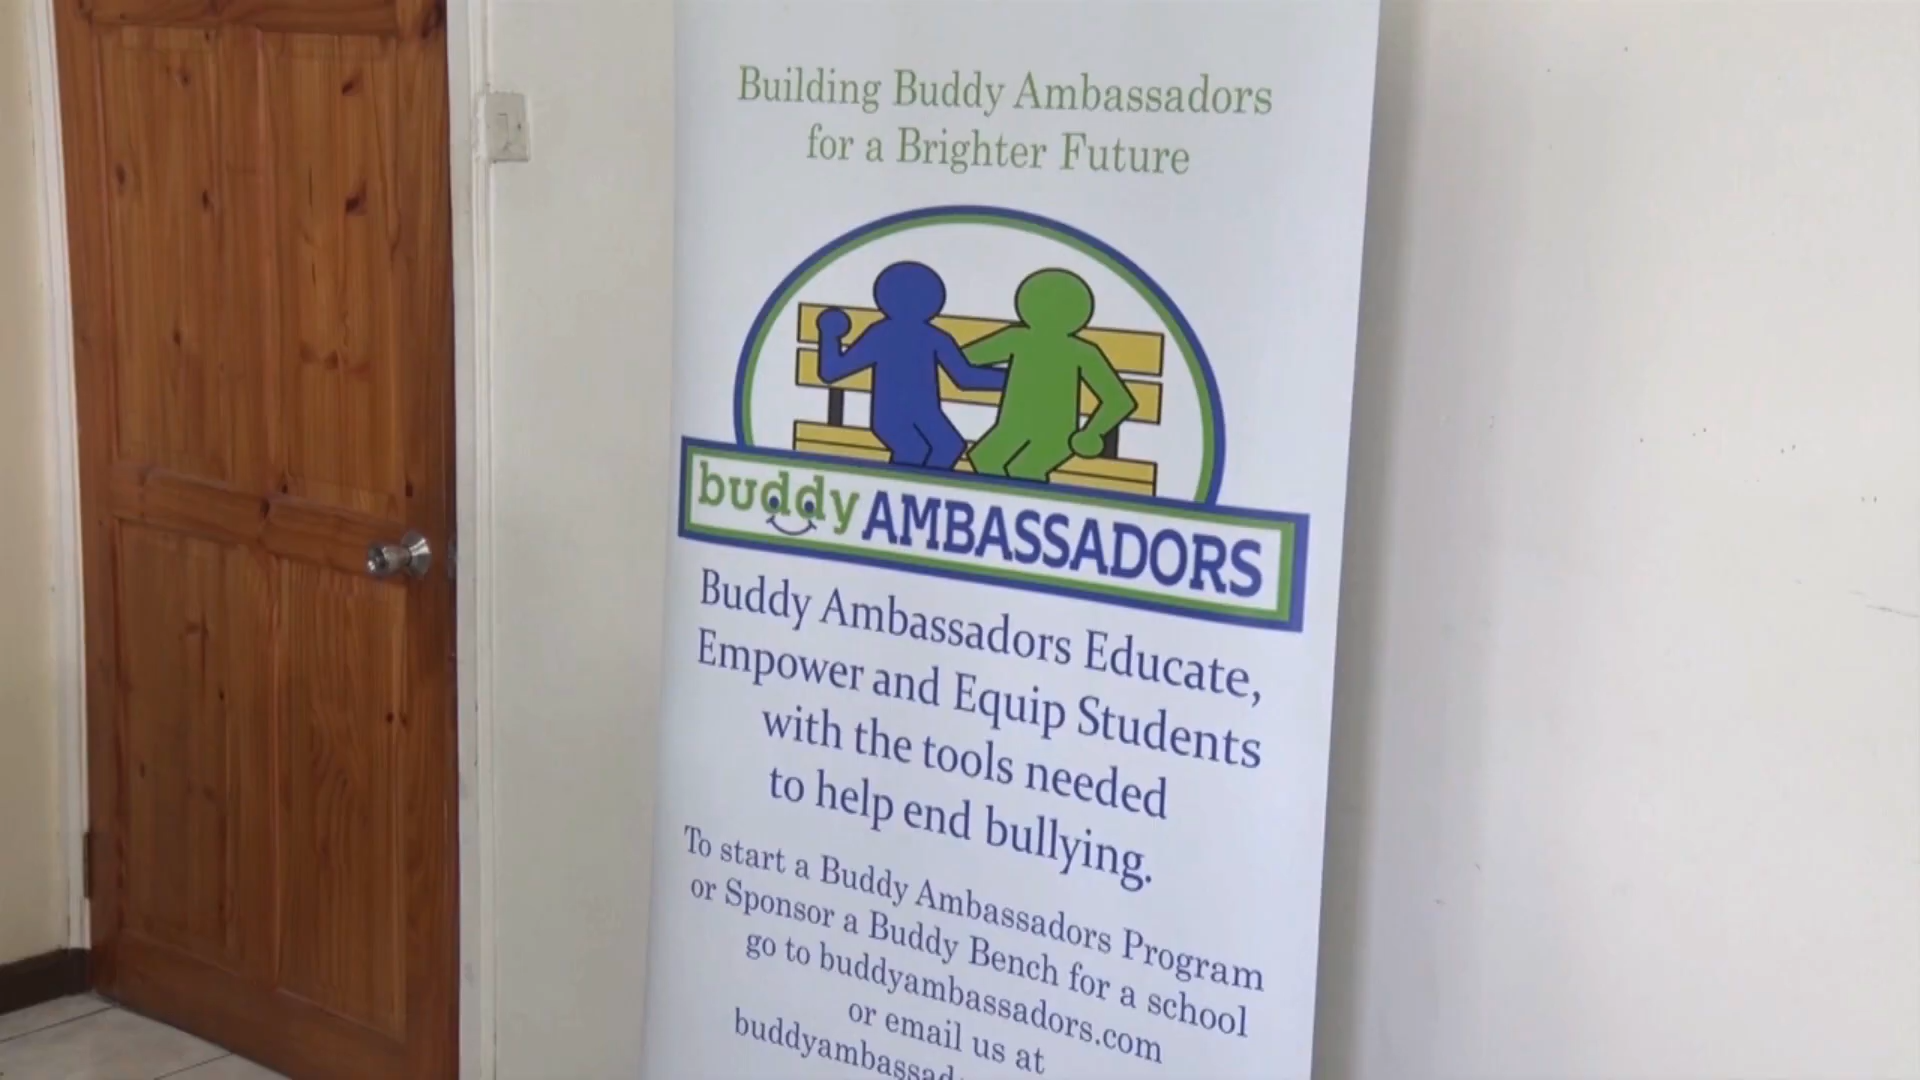 Building Buddy Ambassadors
for a Brighter Future
buddy AMBASSADORS
Buddy Ambassadors Educate,
Empower and Equip Students
with the tools needed
to help end bullying.
To start a Buddy Ambassadors Program
or Sponsor a Buddy Bench for a school
go to buddyambassadors.com
or email us at